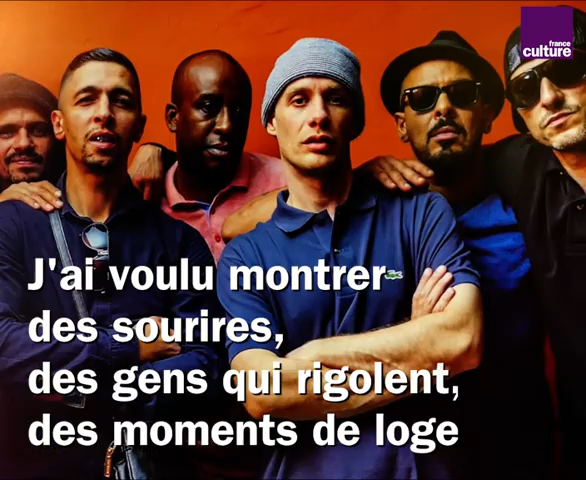 france
culture
J'ai voulu montrer
des sourires,
des gens qui rigolent,
des moments de loge